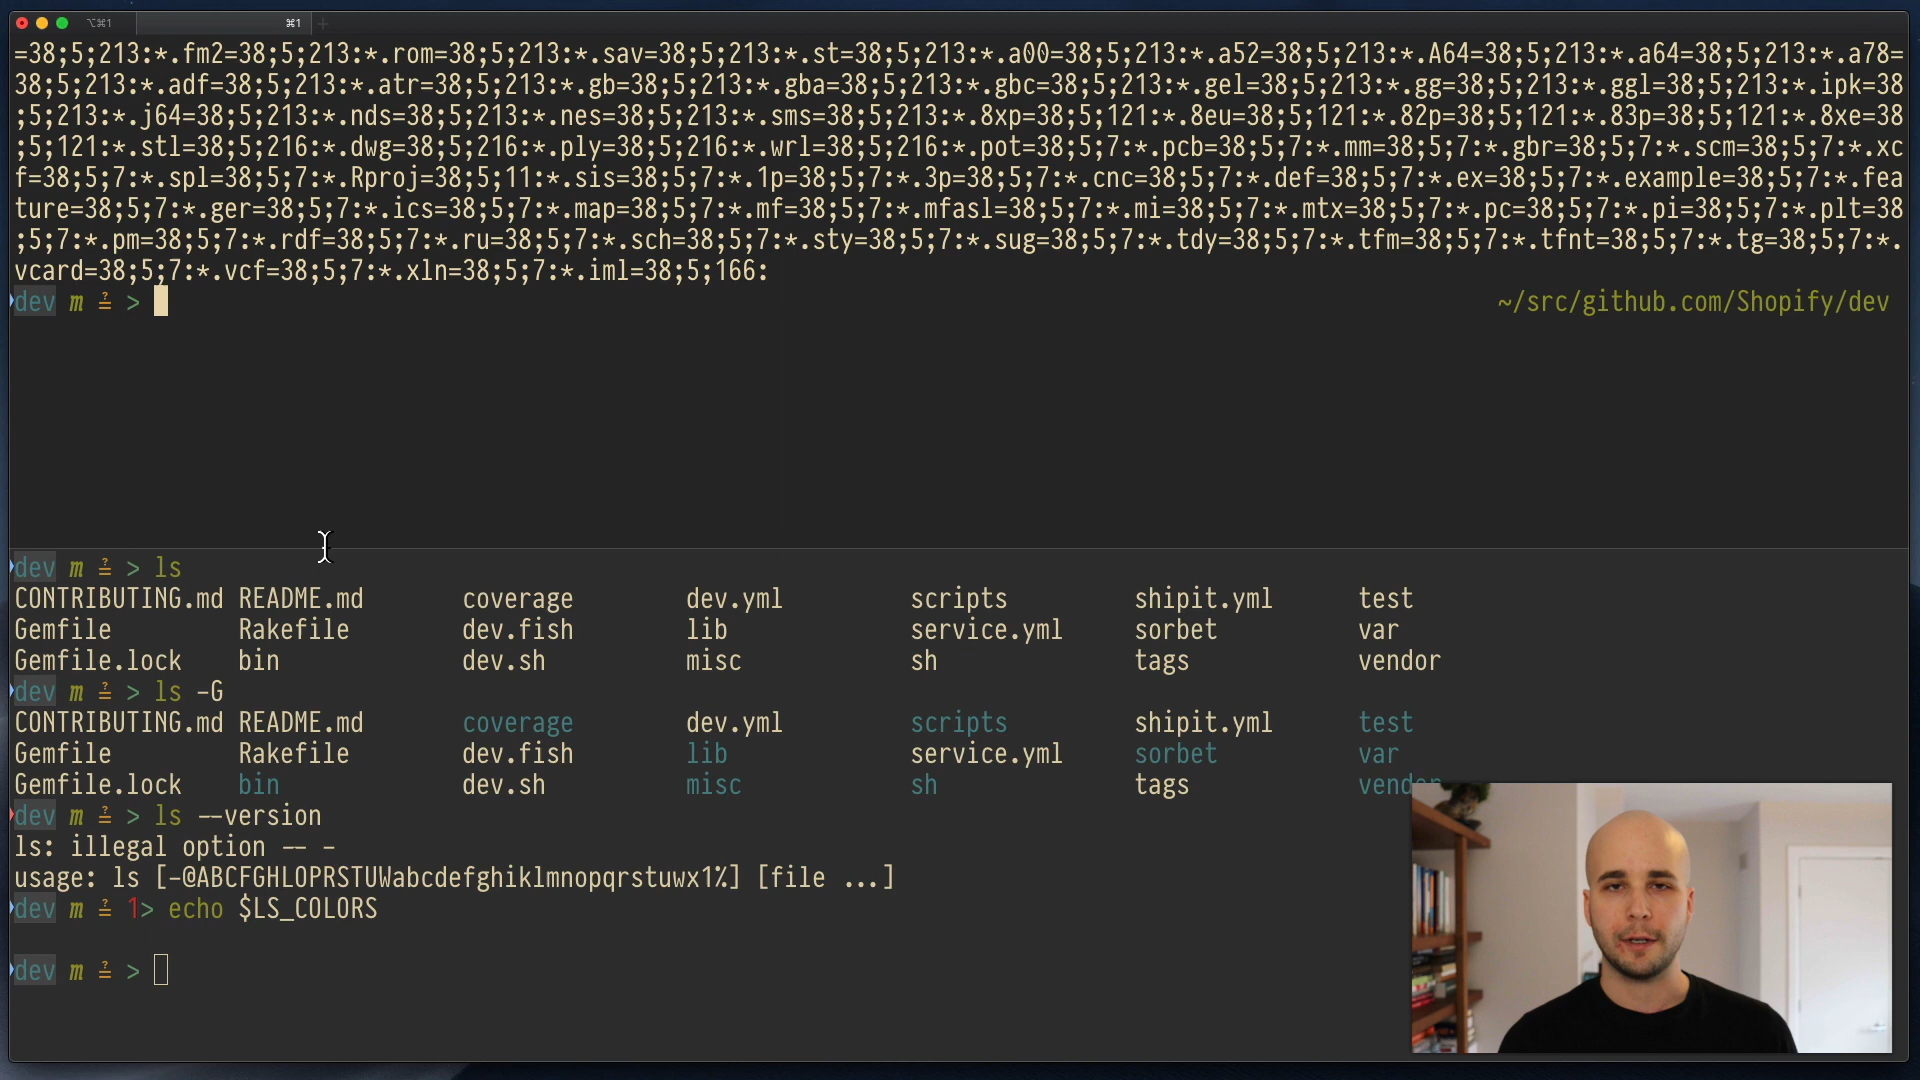 ⌥⌘1 ⌘1 +
=38;5;213:*.fm2=38;5;213:*.rom=38;5;213:*.sav=38;5;213:*.st=38;5;213:*.a00=38;5;213:*.a52=38;5;213:*.A64=38;5;213:*.a64=38;5;213:*.a78=
38;5;213:*.adf=38;5;213:*.atr=38;5;213:*.gb=38;5;213:*.gba=38;5;213:*.gbc=38;5;213:*.gel=38;5;213:*.gg=38;5;213:*.ggl=38;5;213:*.ipk=38
;5;213:*.j64=38;5;213:*.nds=38;5;213:*.nes=38;5;213:*.sms=38;5;213:*.8xp=38;5;121:*.8eu=38;5;121:*.82p=38;5;121:*.83p=38;5;121:*.8xe=38
;5;121:*.stl=38;5;216:*.dwg=38;5;216:*.ply=38;5;216:*.wrl=38;5;216:*.pot=38;5;7:*.pcb=38;5;7:*.mm=38;5;7:*.gbr=38;5;7:*.scm=38;5;7:*.xc
f=38;5;7:*.spl=38;5;7:*.Rproj=38;5;11:*.sis=38;5;7:*.1p=38;5;7:*.3p=38;5;7:*.cnc=38;5;7:*.def=38;5;7:*.ex=38;5;7:*.example=38;5;7:*.fea
ture=38;5;7:*.ger=38;5;7:*.ics=38;5;7:*.map=38;5;7:*.mf=38;5;7:*.mfasl=38;5;7:*.mi=38;5;7:*.mtx=38;5;7:*.pc=38;5;7:*.pi=38;5;7:*.plt=38
;5;7:*.pm=38;5;7:*.rdf=38;5;7:*.ru=38;5;7:*.sch=38;5;7:*.sty=38;5;7:*.sug=38;5;7:*.tdy=38;5;7:*.tfm=38;5;7:*.tfnt=38;5;7:*.tg=38;5;7:*.
vcard=38;5;7:*.vcf=38;5;7:*.xln=38;5;7:*.iml=38;5;166:
dev m ≟ > ~/src/github.com/Shopify/dev
dev m ≟ > ls
CONTRIBUTING.md README.md coverage dev.yml scripts shipit.yml test
Gemfile Rakefile dev.fish lib service.yml sorbet var
Gemfile.lock bin dev.sh misc sh tags vendor
dev m ≟ > ls -G
CONTRIBUTING.md README.md coverage dev.yml scripts shipit.yml test
Gemfile Rakefile dev.fish lib service.yml sorbet var
Gemfile.lock bin dev.sh misc sh tags vendor
dev m ≟ > ls --version
ls: illegal option -- -
usage: ls [-@ABCFGHLOPRSTUWabcdefghiklmnopqrstuwx1%] [file ...]
dev m ≟ 1> echo $LS_COLORS
dev m ≟ >